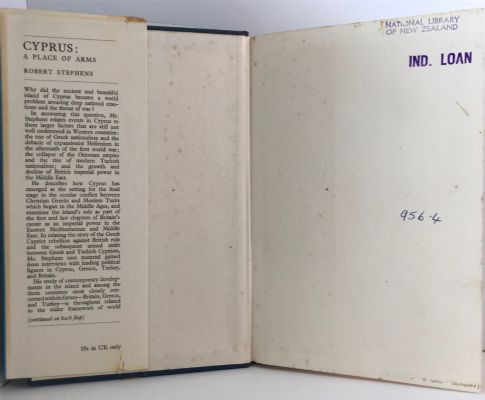 CYPRUS:
A PLACE OF ARMS
ROBERT STEPHENS
Why did the ancient and beautiful
island of Cyprus become a world
problem arousing deep national emo-
tions and the threat of war?
In answering this question, Mr.
Stephens relates events in Cyprus to
three larger factors that are still not
well understood in Western countries:
the rise of Greek nationalism and the
debacle of expansionist Hellenism in
the aftermath of the first world war;
the collapse of the Ottoman empire
and the rise of modern Turkish
nationalism; and the growth and
decline of British imperial power in
the Middle East.
He describes how Cyprus has
emerged as the setting for the final
stage in the secular conflict between
Christian Greeks and Moslem Turks
which began in the Middle Ages, and
examines the island's role as part of
the first and last chapters of Britain's
career as an imperial power in the
Eastern Mediterranean and Middle
East. In relating the story of the Greek
Cypriot rebellion against British rule
and the subsequent armed strife
between Greek and Turkish Cypriots,
Mr. Stephens uses material gained
from interviews with leading political
figures in Cyprus, Greece, Turkey,
and Britain.
His study of contemporary develop-
ments in the island and among the
three countries most closely con-
cerned with its future—Britain, Greece,
and Turkey—is throughout related
to the wider framework of world
[continued on back flap]
35s in UK only
NATIONAL LIBRARY
OF NEW ZEALAND
IND. LOAN
956.4